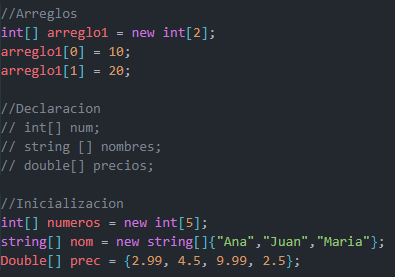 //Arreglos
int[] arreglo1 = new int[2];
arreglo1[0] = 10;
arreglo1[1] = 20;
//Declaracion
// int[] num;
// string [] nombres;
// double[] precios;
//Inicializacion
int[] numeros = new int[5];
string[] nom = new string[]{"Ana","Juan","Maria"};
Double[] prec = {2.99, 4.5, 9.99, 2.5};